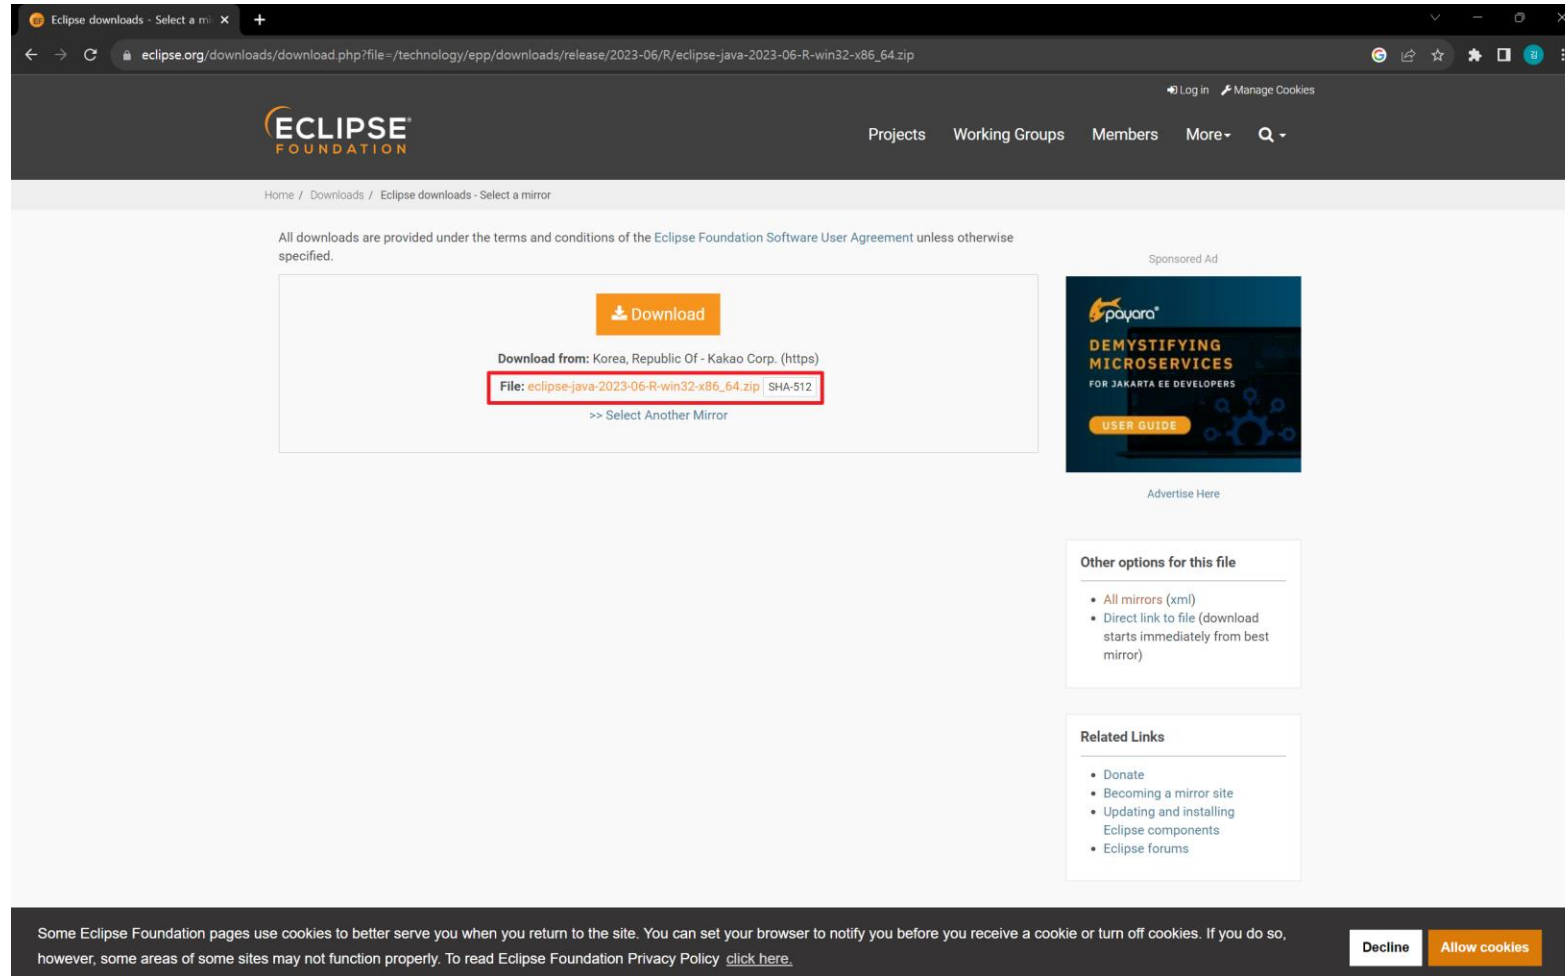 Eclipse downloads - Select a mi
eclipse.org/downloads/download.php?file=/technology/epp/downloads/release/2023-06/R/eclipse-java-2023-06-R-win32-x86_64.zip
김
Log in Manage Cookies
ECLIPSE®
FOUNDATION
Projects Working Groups Members More
Home / Downloads / Eclipse downloads - Select a mirror
All downloads are provided under the terms and conditions of the Eclipse Foundation Software User Agreement unless otherwise
specified.
Download
Download from: Korea, Republic Of - Kakao Corp. (https)
File: eclipse-java-2023-06-R-win32-x86_64.zip SHA-512
>> Select Another Mirror
Sponsored Ad
payara®
DEMYSTIFYING
MICROSERVICES
FOR JAKARTA EE DEVELOPERS
USER GUIDE
Advertise Here
Other options for this file
• All mirrors (xml)
• Direct link to file (download
starts immediately from best
mirror)
Related Links
• Donate
• Becoming a mirror site
• Updating and installing
Eclipse components
• Eclipse forums
Some Eclipse Foundation pages use cookies to better serve you when you return to the site. You can set your browser to notify you before you receive a cookie or turn off cookies. If you do so,
however, some areas of some sites may not function properly. To read Eclipse Foundation Privacy Policy click here.
Decline Allow cookies